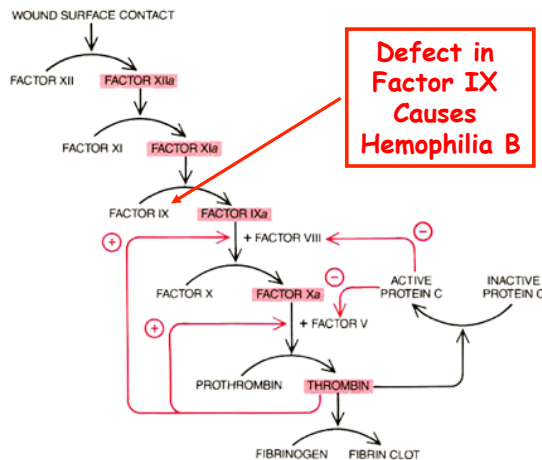 WOUND SURFACE CONTACT
Defect in
Factor IX
Causes
Hemophilia B
FACTOR XII
FACTOR XIIa
FACTOR XI
FACTOR XIa
FACTOR IX
FACTOR IXa
+
+ FACTOR VIII
−
−
ACTIVE
PROTEIN C
INACTIVE
PROTEIN C
FACTOR X
FACTOR Xa
+
+ FACTOR V
PROTHROMBIN
THROMBIN
FIBRINOGEN
FIBRIN CLOT